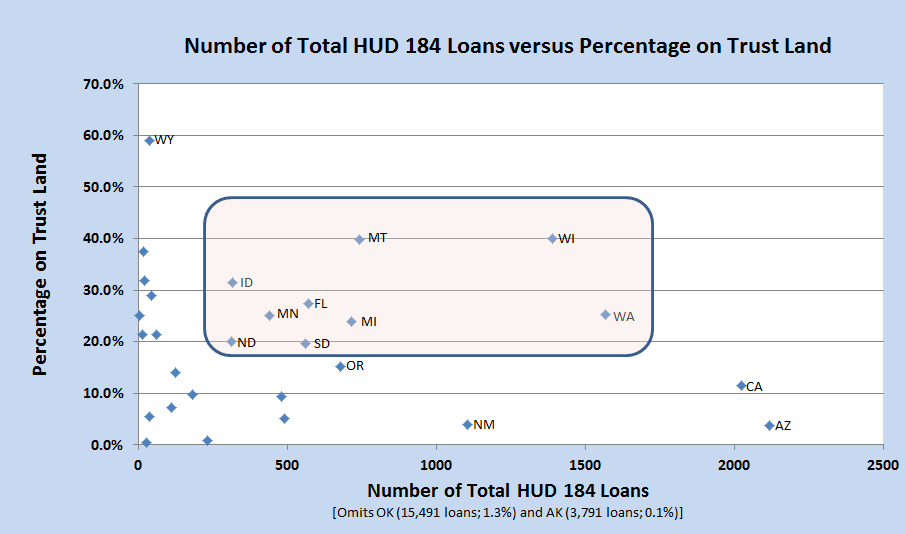 Number of Total HUD 184 Loans versus Percentage on Trust Land
70.0%
60.0%
50.0%
40.0%
30.0%
20.0%
10.0%
0.0%
Percentage on Trust Land
WY
MT
WI
ID
FL
MN
MI
WA
ND
SD
OR
CA
NM
AZ
0 500 1000 1500 2000 2500
Number of Total HUD 184 Loans
[Omits OK (15,491 loans; 1.3%) and AK (3,791 loans; 0.1%)]